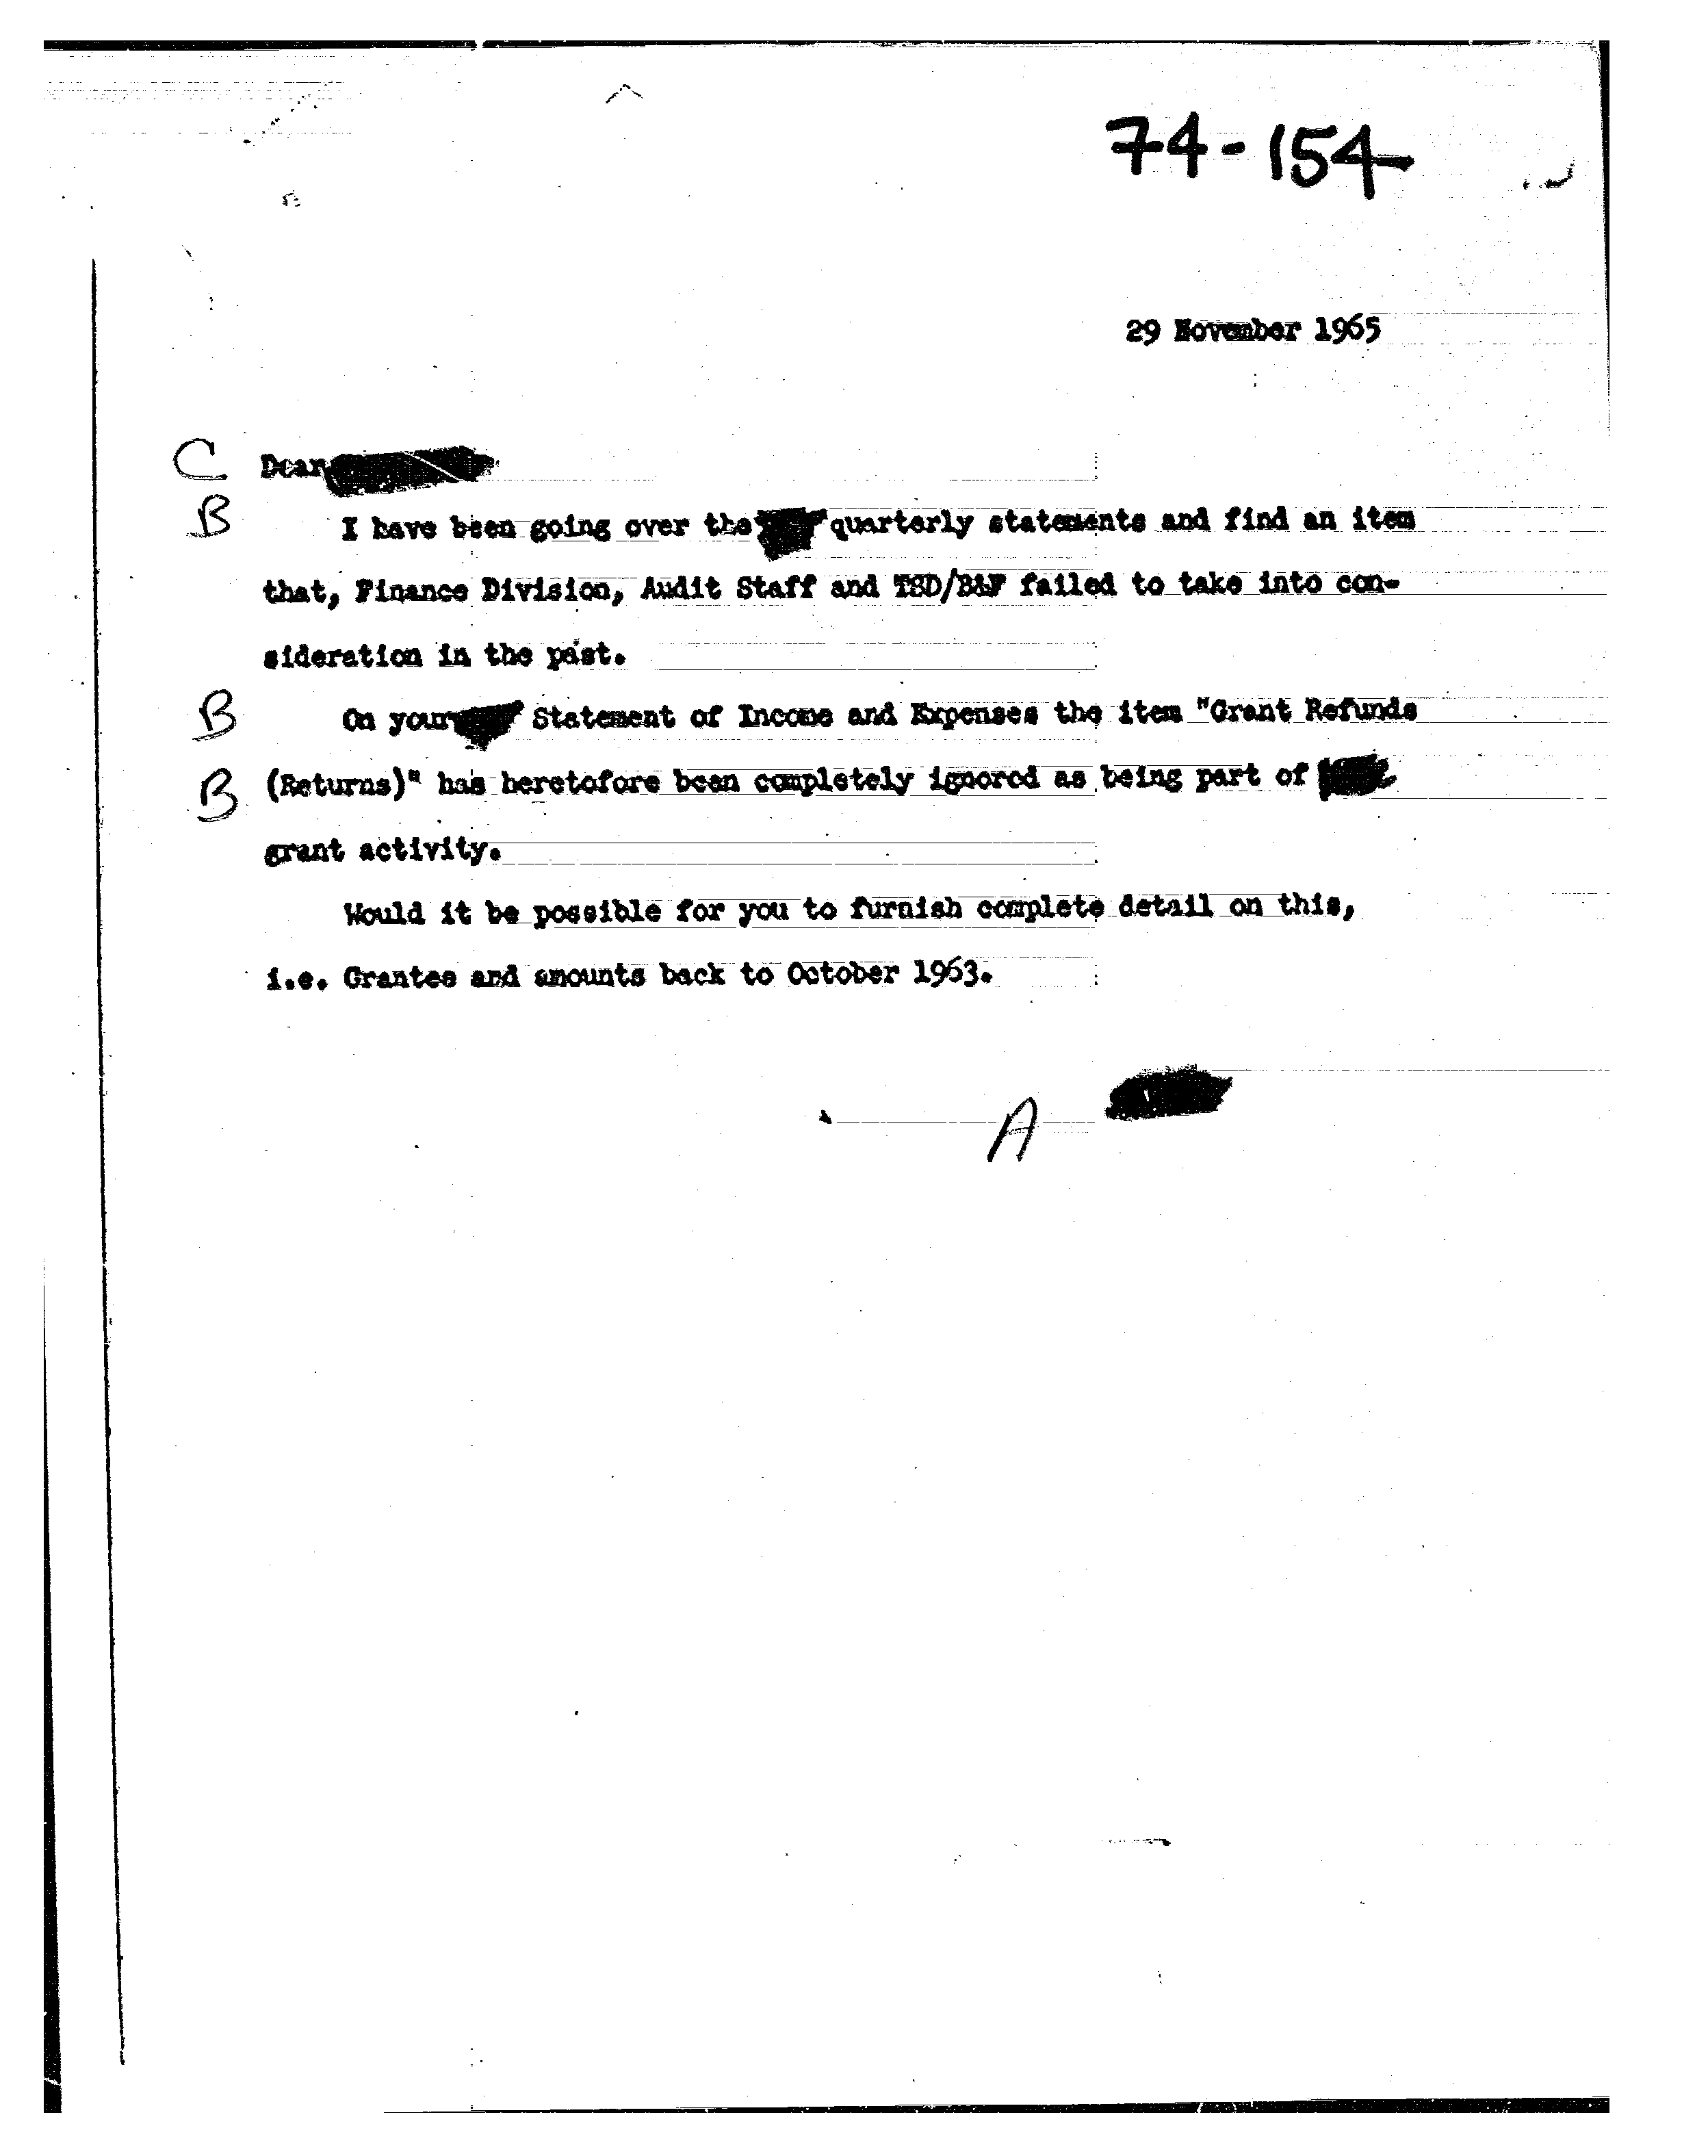 74-154
29 November 1965
C Dear
B I have been going over the quarterly statements and find an item
that, Finance Division, Audit Staff and TSD/B&F failed to take into con-
sideration in the past.
B On your Statement of Income and Expenses the item "Grant Refunds
B (Returns)" has heretofore been completely ignored as being part of
grant activity.
Would it be possible for you to furnish complete detail on this,
i.e. Grantee and amounts back to October 1963.
A